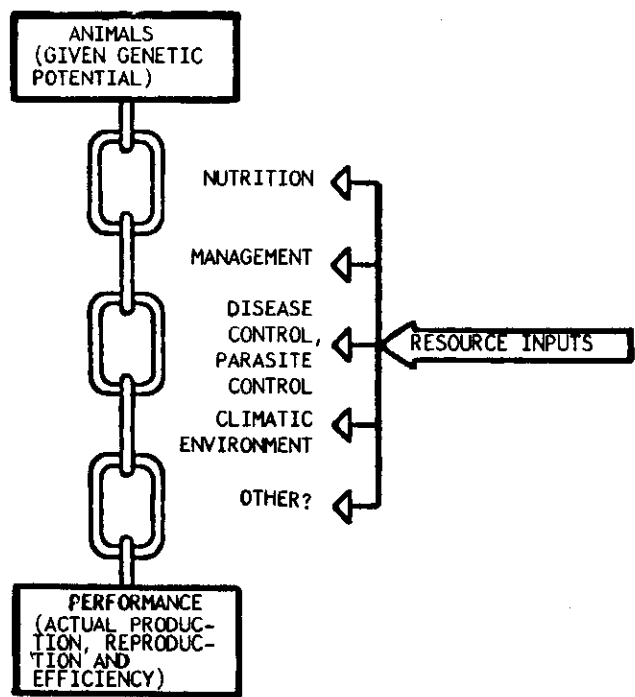 ANIMALS
(GIVEN GENETIC
POTENTIAL)
NUTRITION
MANAGEMENT
DISEASE
CONTROL,
PARASITE
CONTROL
CLIMATIC
ENVIRONMENT
OTHER?
RESOURCE INPUTS
PERFORMANCE
(ACTUAL PRODUC-
TION, REPRODUC-
TION AND
EFFICIENCY)